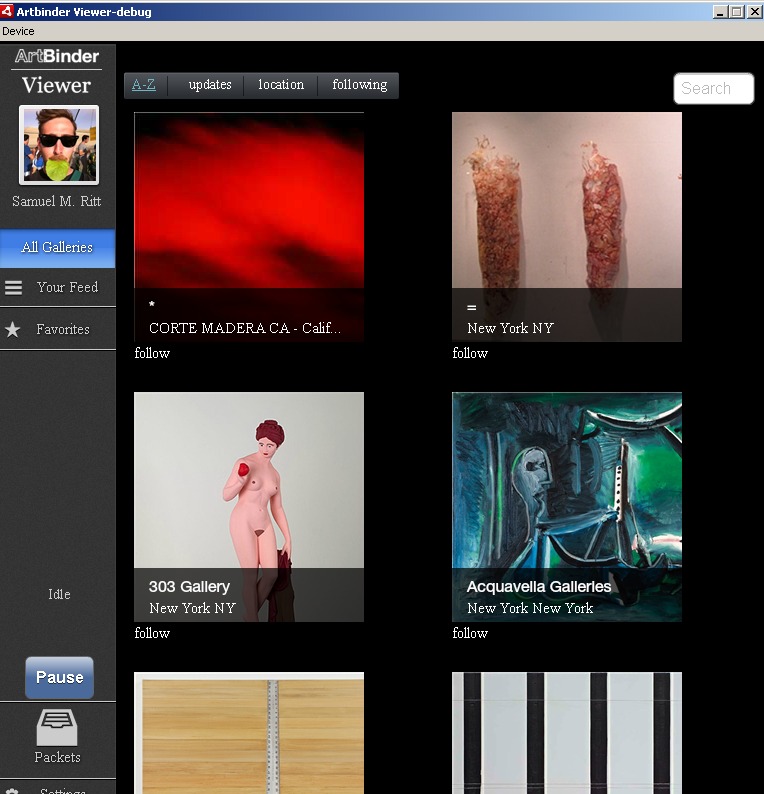 Artbinder Viewer-debug
Device
ArtBinder
Viewer
Samuel M. Ritt
All Galleries
Your Feed
Favorites
Idle
Pause
Packets
Settings
A-Z updates location following
Search
*
CORTE MADERA CA - Calif...
follow
=
New York NY
follow
303 Gallery
New York NY
follow
Acquavella Galleries
New York New York
follow